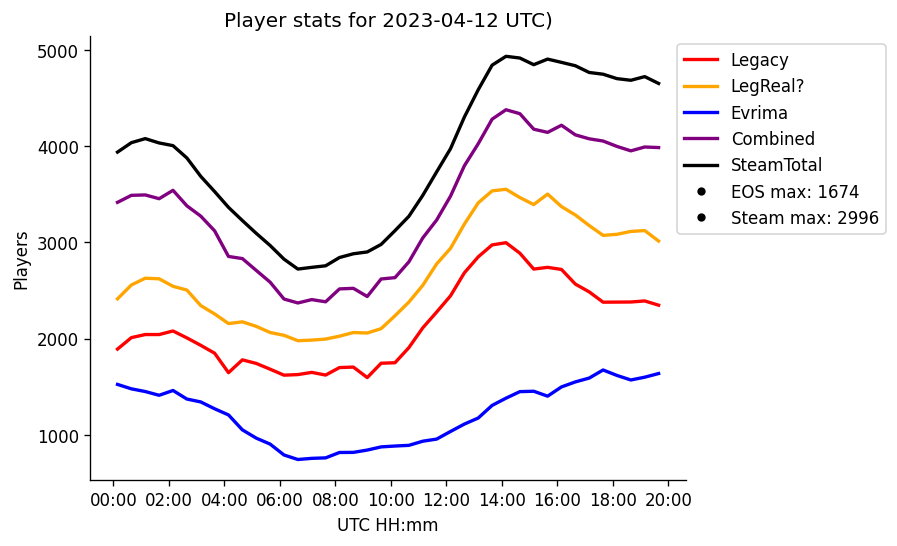 Player stats for 2023-04-12 UTC)
5000
4000
3000
2000
1000
Players
00:00 02:00 04:00 06:00 08:00 10:00 12:00 14:00 16:00 18:00 20:00
UTC HH:mm
Legacy
LegReal?
Evrima
Combined
SteamTotal
EOS max: 1674
Steam max: 2996